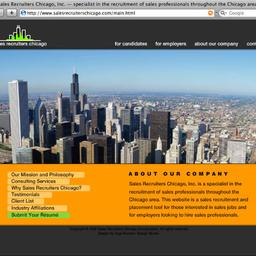 Sales Recruiters Chicago, Inc. — specialist in the recruitment of sales professionals throughout the Chicago area
http://www.salesrecruiterschicago.com/main.html
Google
sales recruiters chicago
for candidates
for employers
about our company
Our Mission and Philosophy
Consulting Services
Why Sales Recruiters Chicago?
Testimonials
Client List
Industry Affiliations
Submit Your Résumé
ABOUT OUR COMPANY
Sales Recruiters Chicago, Inc. is a specialist in the
recruitment of sales professionals throughout the
Chicago area. This website is a sales recruitment and
placement tool for those interested in sales jobs and
for employers looking to hire sales professionals.